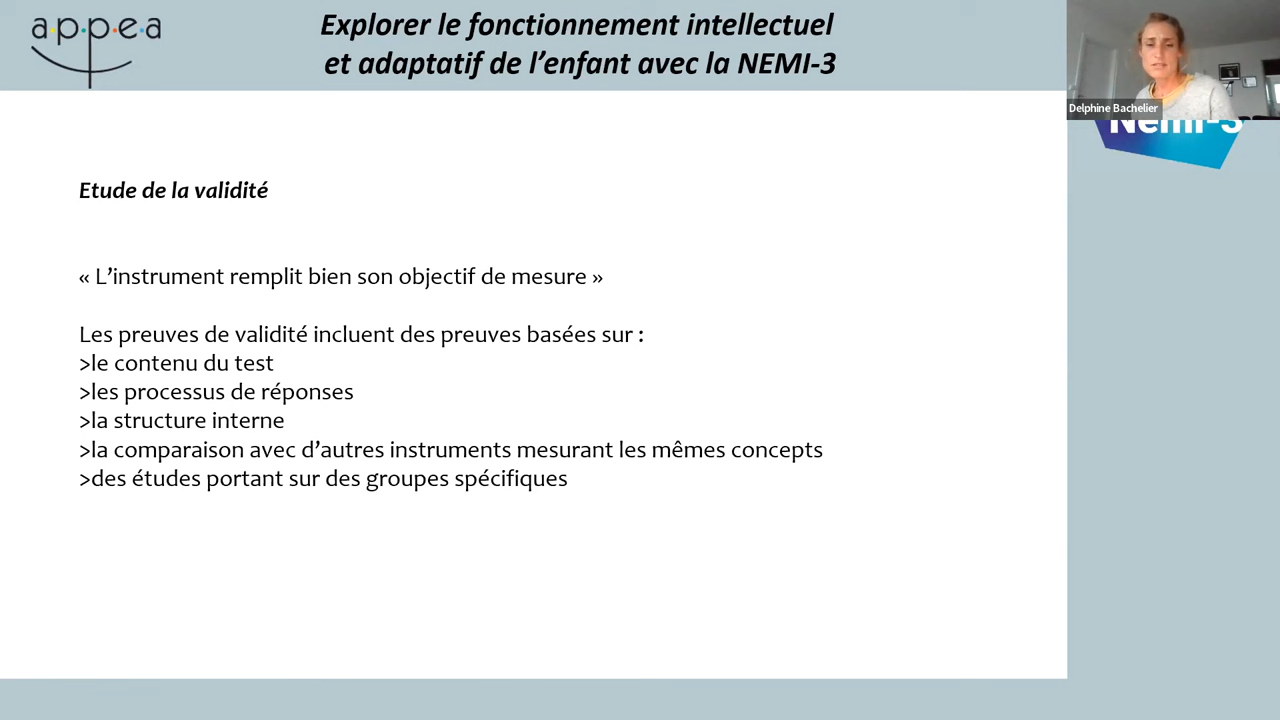 a·p·p·e·a
Explorer le fonctionnement intellectuel
et adaptatif de l’enfant avec la NEMI-3
Delphine Bachelier
Nemi-3
Etude de la validité
« L’instrument remplit bien son objectif de mesure »
Les preuves de validité incluent des preuves basées sur :
>le contenu du test
>les processus de réponses
>la structure interne
>la comparaison avec d’autres instruments mesurant les mêmes concepts
>des études portant sur des groupes spécifiques